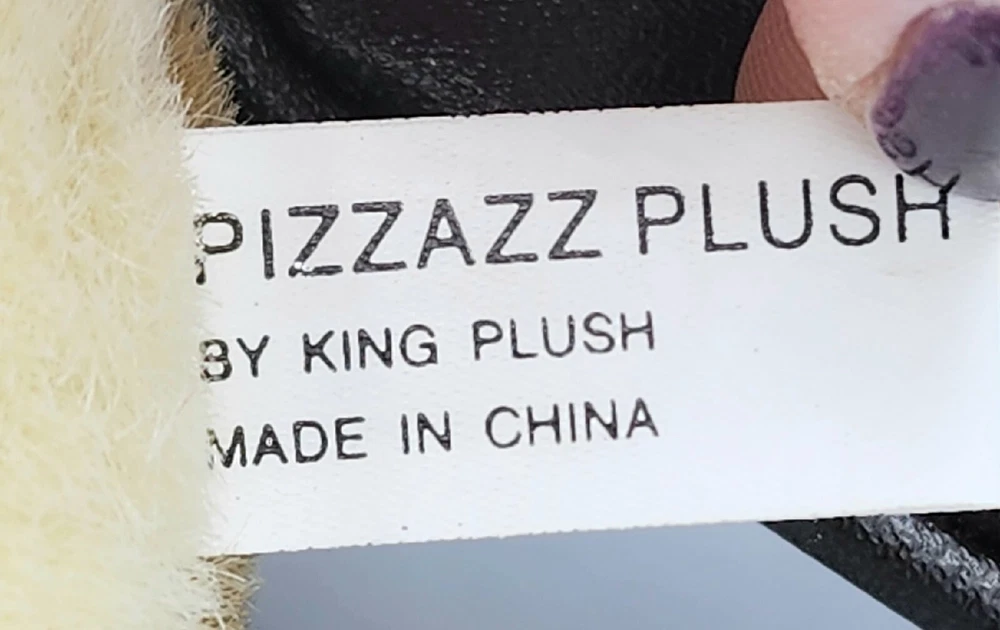 PIZZAZZ PLUSH
BY KING PLUSH
MADE IN CHINA